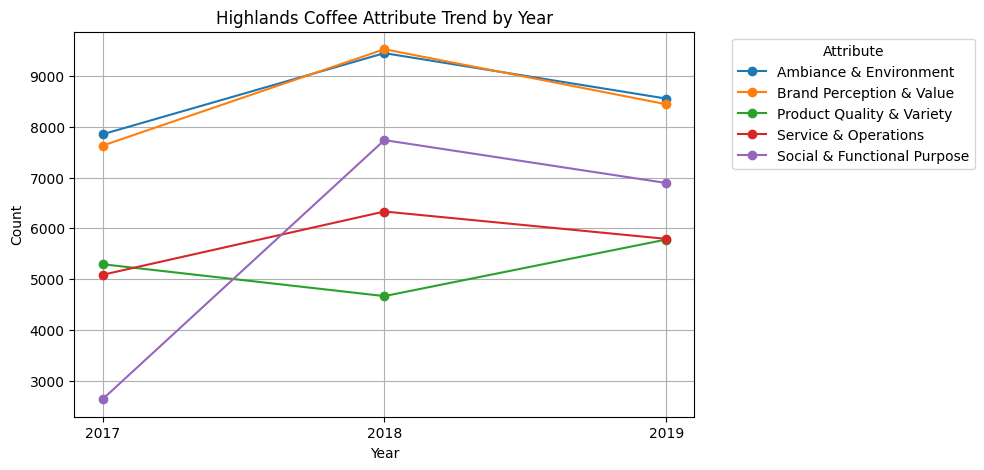 Highlands Coffee Attribute Trend by Year
Count
9000
8000
7000
6000
5000
4000
3000
2017
2018
2019
Year
Attribute
Ambiance & Environment
Brand Perception & Value
Product Quality & Variety
Service & Operations
Social & Functional Purpose